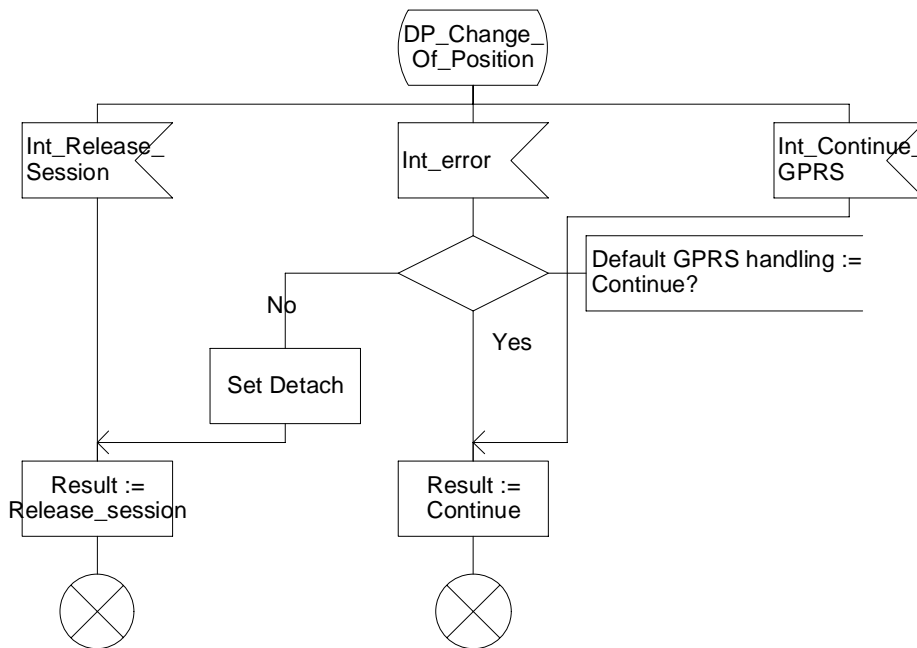 DP_Change_
Of_Position
Int_Release_
Session
Int_error
Int_Continue_
GPRS
Default GPRS handling :=
Continue?
No
Yes
Set Detach
Result :=
Release_session
Result :=
Continue